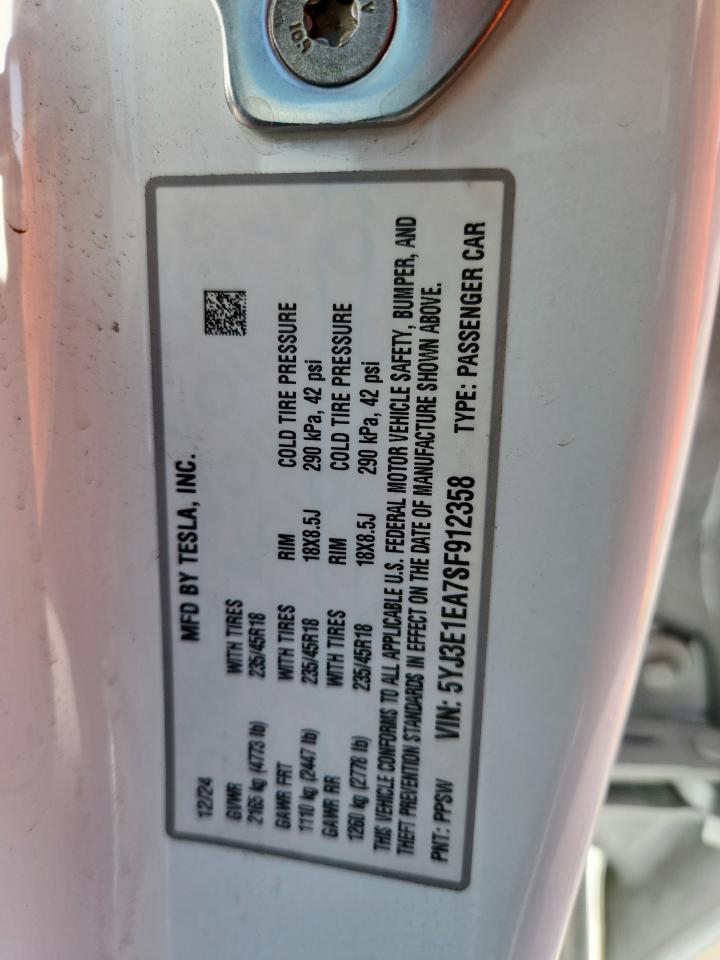 MFD BY TESLA, INC.
12/24
GVWR WITH TIRES
2165 kg (4773 lb) 235/45R18
GAWR FRT WITH TIRES RIM COLD TIRE PRESSURE
1110 kg (2447 lb) 235/45R18 18X8.5J 290 kPa, 42 psi
GAWR RR WITH TIRES RIM COLD TIRE PRESSURE
1260 kg (2778 lb) 235/45R18 18X8.5J 290 kPa, 42 psi
THIS VEHICLE CONFORMS TO ALL APPLICABLE U.S. FEDERAL MOTOR VEHICLE SAFETY, BUMPER, AND
THEFT PREVENTION STANDARDS IN EFFECT ON THE DATE OF MANUFACTURE SHOWN ABOVE.
PNT: PPSW VIN: 5YJ3E1EA7SF912358 TYPE: PASSENGER CAR